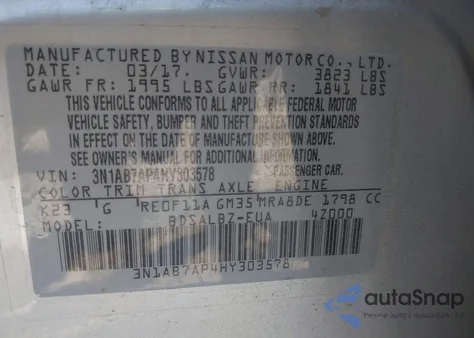 MANUFACTURED BY NISSAN MOTOR CO., LTD.
DATE: 03/17. GVWR: 3823 LBS
GAWR FR: 1995 LBS GAWR RR: 1841 LBS
THIS VEHICLE CONFORMS TO ALL APPLICABLE FEDERAL MOTOR
VEHICLE SAFETY, BUMPER AND THEFT PREVENTION STANDARDS
IN EFFECT ON THE DATE OF MANUFACTURE SHOWN ABOVE.
SEE OWNER'S MANUAL FOR ADDITIONAL INFORMATION.
VIN: 3N1AB7AP4HY303578 PASSENGER CAR.
COLOR TRIM TRANS AXLE ENGINE
K23 G RE0F11A GM35 MRA8DE 1798 CC
BDSALBZ-EUA 4Z000
3N1AB7AP4HY303578
autoSnap